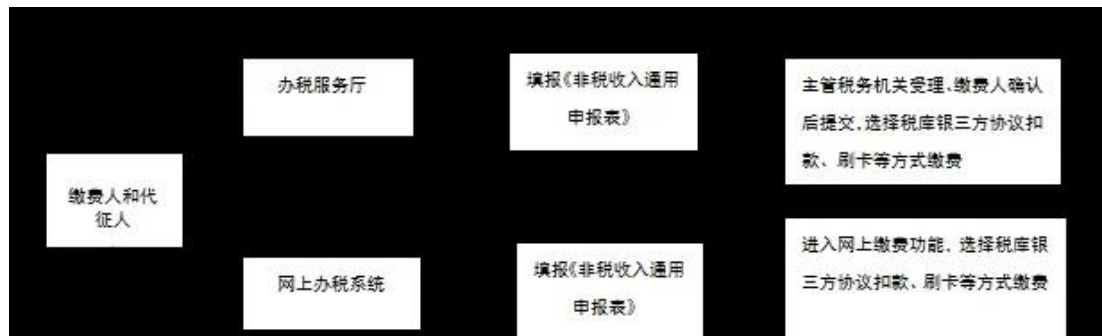 缴费人和代
征人
办税服务厅
填报《非税收入通用
申报表》
主管税务机关受理、缴费人确认
后提交,选择税库银三方协议扣
款、刷卡等方式缴费
网上办税系统
填报《非税收入通用
申报表》
进入网上缴费功能，选择税库银
三方协议扣款、刷卡等方式缴费